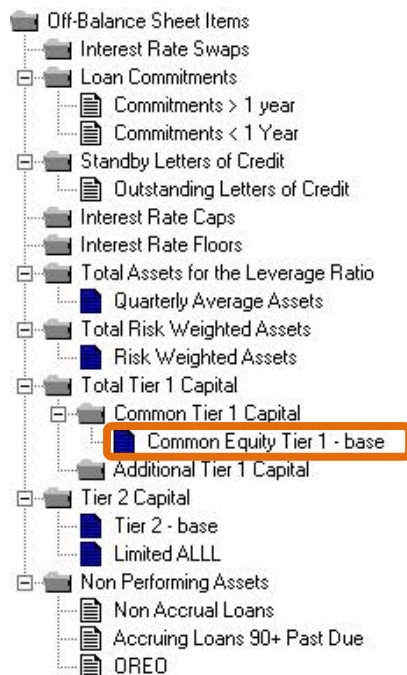 Off-Balance Sheet Items
Interest Rate Swaps
Loan Commitments
Commitments > 1 year
Commitments < 1 Year
Standby Letters of Credit
Outstanding Letters of Credit
Interest Rate Caps
Interest Rate Floors
Total Assets for the Leverage Ratio
Quarterly Average Assets
Total Risk Weighted Assets
Risk Weighted Assets
Total Tier 1 Capital
Common Tier 1 Capital
Common Equity Tier 1 - base
Additional Tier 1 Capital
Tier 2 Capital
Tier 2 - base
Limited ALLL
Non Performing Assets
Non Accrual Loans
Accruing Loans 90+ Past Due
OREO